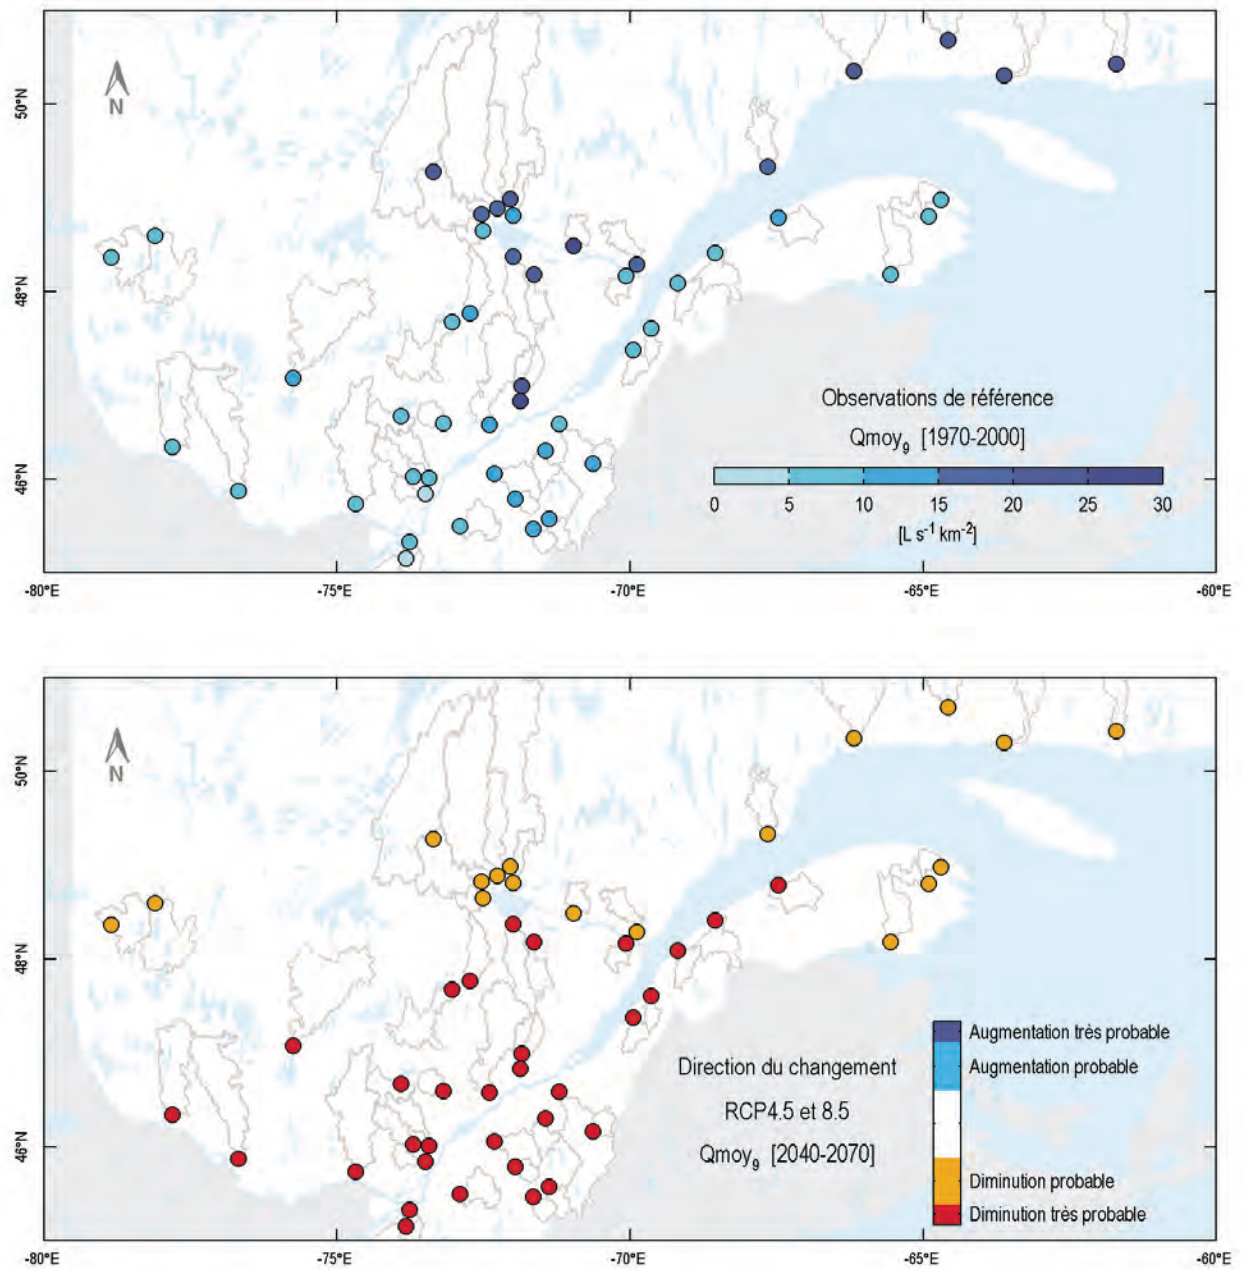 50°N
48°N
46°N
N
Observations de référence
Qmoy₉ [1970-2000]
0 5 10 15 20 25 30
[L s⁻¹ km⁻²]
-80°E -75°E -70°E -65°E -60°E
50°N
48°N
46°N
N
Direction du changement
RCP4.5 et 8.5
Qmoy₉ [2040-2070]
Augmentation très probable
Augmentation probable
Diminution probable
Diminution très probable
-80°E -75°E -70°E -65°E -60°E